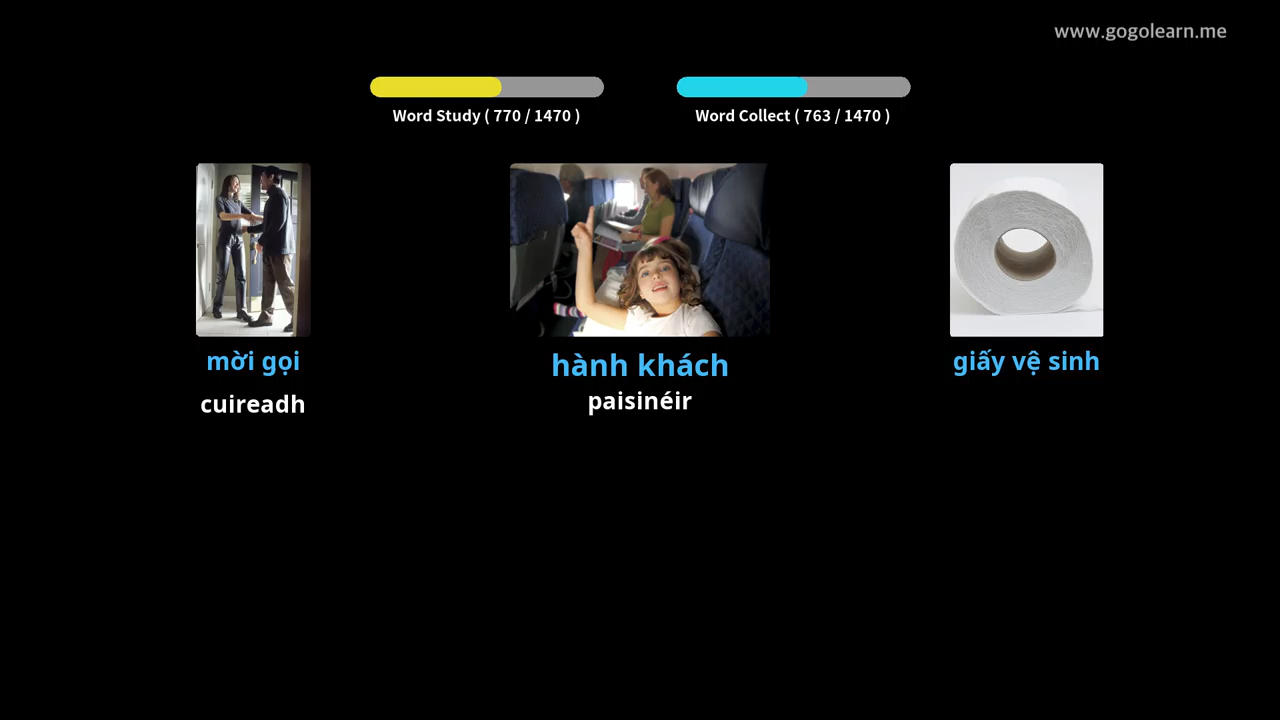 www.gogolearn.me
Word Study ( 770 / 1470 )
Word Collect ( 763 / 1470 )
mời gọi
cuireadh
hành khách
paisinéir
giấy vệ sinh